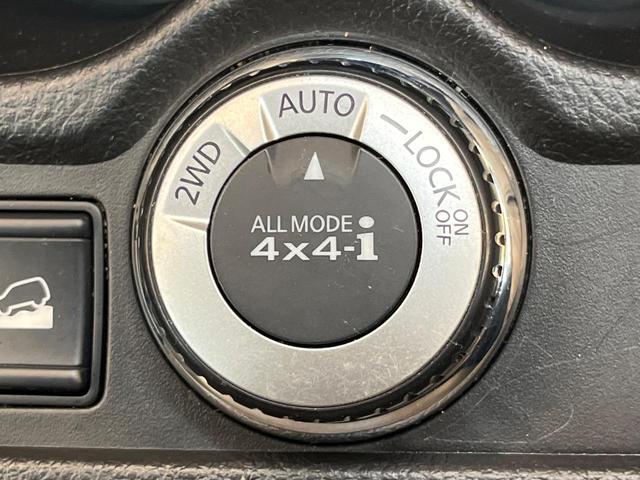 2WD
AUTO
LOCK
ON
OFF
ALL MODE
4x4-i